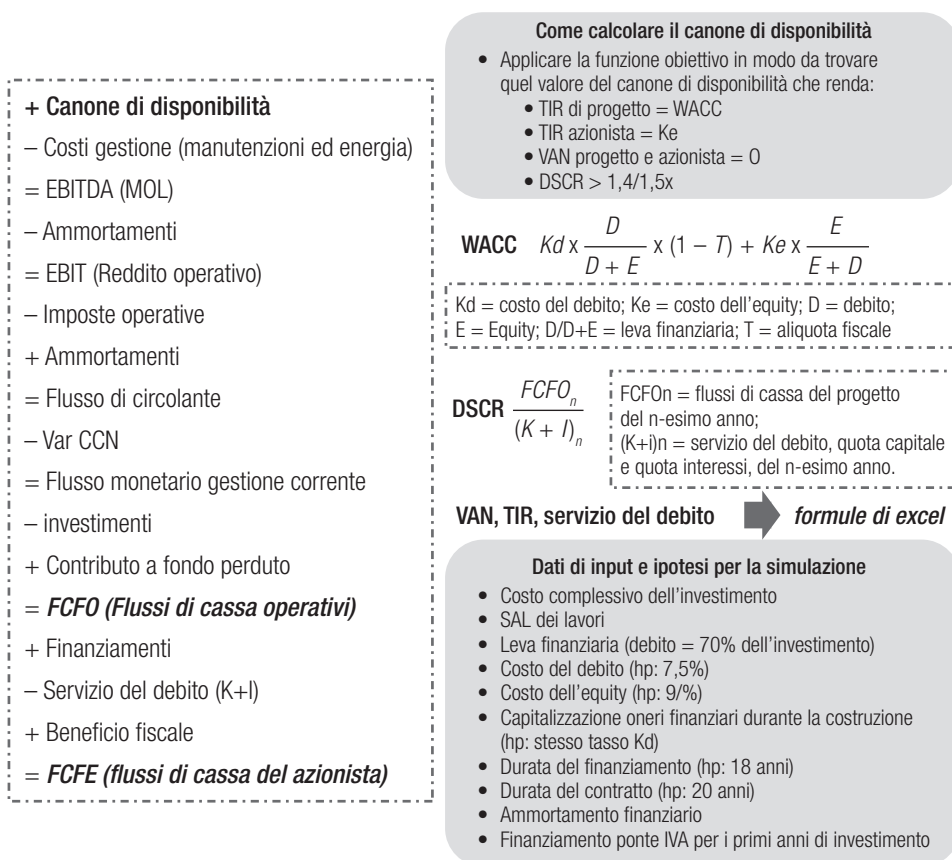 + Canone di disponibilità
– Costi gestione (manutenzioni ed energia)
= EBITDA (MOL)
– Ammortamenti
= EBIT (Reddito operativo)
– Imposte operative
+ Ammortamenti
= Flusso di circolante
– Var CCN
= Flusso monetario gestione corrente
– investimenti
+ Contributo a fondo perduto
= FCFO (Flussi di cassa operativi)
+ Finanziamenti
– Servizio del debito (K+I)
+ Beneficio fiscale
= FCFE (flussi di cassa del azionista)
Come calcolare il canone di disponibilità
• Applicare la funzione obiettivo in modo da trovare
quel valore del canone di disponibilità che renda:
• TIR di progetto = WACC
• TIR azionista = Ke
• VAN progetto e azionista = 0
• DSCR > 1,4/1,5x
WACC Kd x D / (D + E) x (1 – T) + Ke x E / (E + D)
Kd = costo del debito; Ke = costo dell'equity; D = debito;
E = Equity; D/D+E = leva finanziaria; T = aliquota fiscale
DSCR FCFO_n / (K + I)_n
FCFOn = flussi di cassa del progetto
del n-esimo anno;
(K+i)n = servizio del debito, quota capitale
e quota interessi, del n-esimo anno.
VAN, TIR, servizio del debito formule di excel
Dati di input e ipotesi per la simulazione
• Costo complessivo dell'investimento
• SAL dei lavori
• Leva finanziaria (debito = 70% dell'investimento)
• Costo del debito (hp: 7,5%)
• Costo dell'equity (hp: 9/%)
• Capitalizzazione oneri finanziari durante la costruzione
(hp: stesso tasso Kd)
• Durata del finanziamento (hp: 18 anni)
• Durata del contratto (hp: 20 anni)
• Ammortamento finanziario
• Finanziamento ponte IVA per i primi anni di investimento